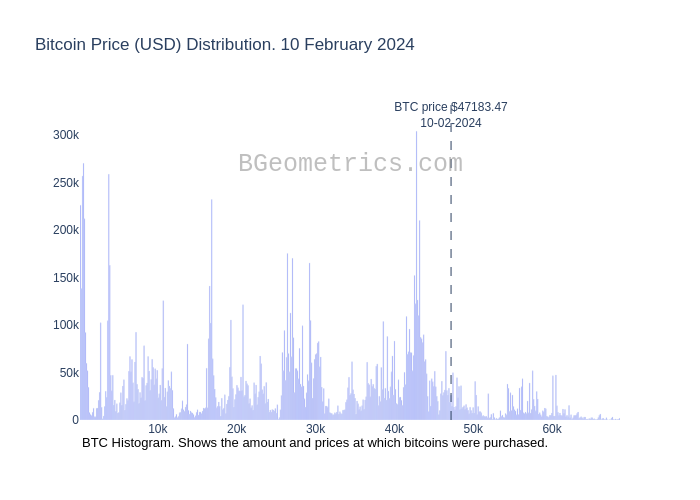 Bitcoin Price (USD) Distribution. 10 February 2024
BTC price $47183.47
10-02-2024
300k
BGeometrics.com
250k
200k
150k
100k
50k
0
10k 20k 30k 40k 50k 60k
BTC Histogram. Shows the amount and prices at which bitcoins were purchased.